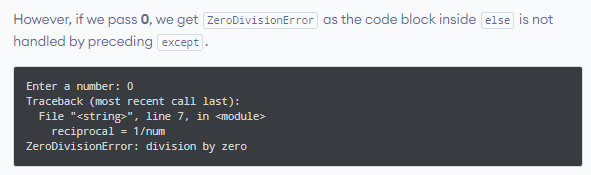 However, if we pass 0, we get ZeroDivisionError as the code block inside else is not
handled by preceding except.
Enter a number: 0
Traceback (most recent call last):
  File "<string>", line 7, in <module>
    reciprocal = 1/num
ZeroDivisionError: division by zero